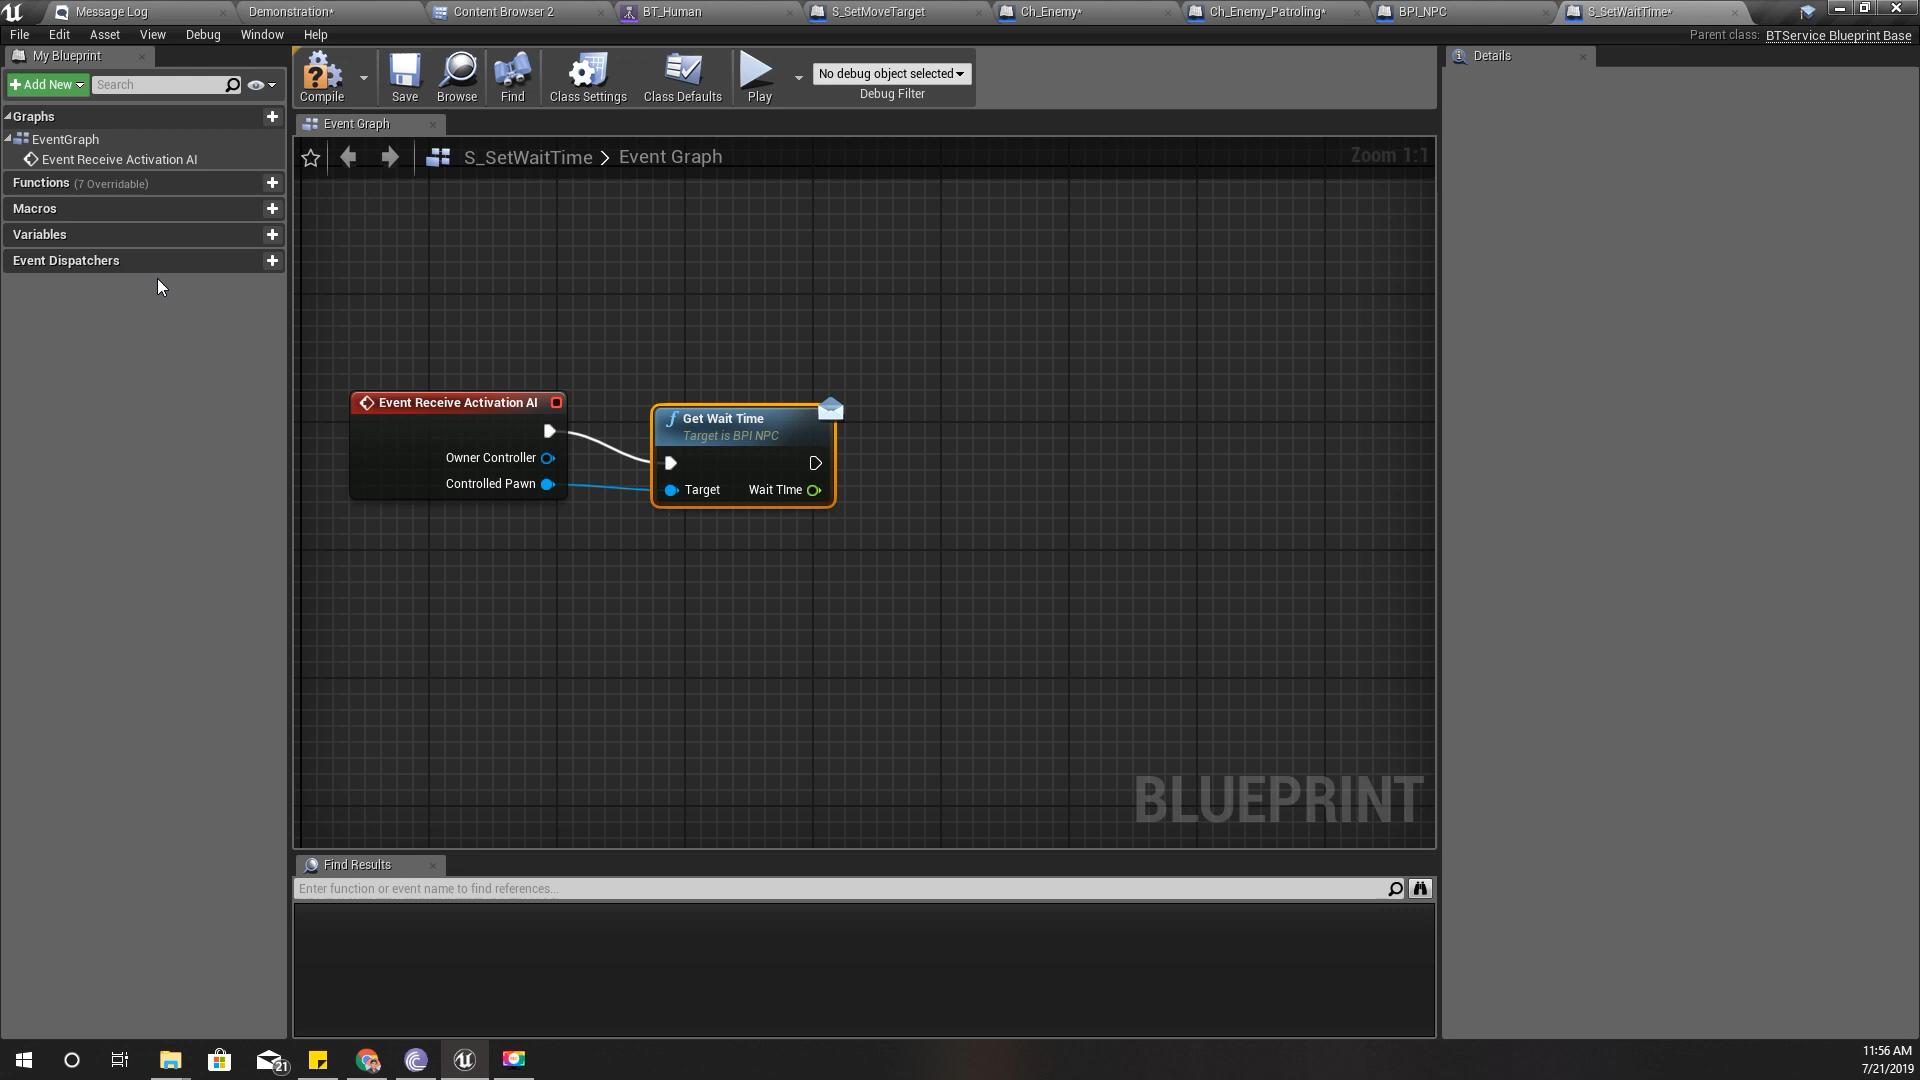 Message Log
Demonstration*
Content Browser 2
BT_Human
S_SetMoveTarget
Ch_Enemy*
Ch_Enemy_Patroling*
BPI_NPC
S_SetWaitTime*
File Edit Asset View Debug Window Help
Parent class: BTService Blueprint Base
My Blueprint
Add New
Search
Compile
Save
Browse
Find
Class Settings
Class Defaults
Play
No debug object selected
Debug Filter
Details
Graphs
EventGraph
Event Receive Activation AI
Functions (7 Overridable)
Macros
Variables
Event Dispatchers
Event Graph
S_SetWaitTime > Event Graph
Zoom 1:1
Event Receive Activation AI
Owner Controller
Controlled Pawn
f Get Wait Time
Target is BPI NPC
Target
Wait TIme
BLUEPRINT
Find Results
Enter function or event name to find references...
21
11:56 AM
7/21/2019